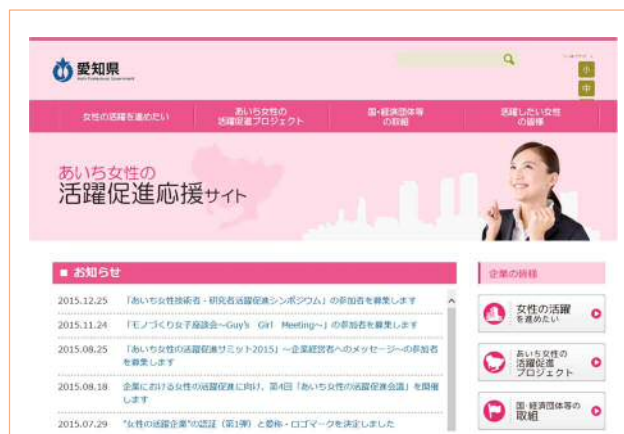 愛知県
Aichi Prefectural Government
小
中
女性の活躍を進めたい
あいち女性の
活躍促進プロジェクト
国・経済団体等
の取組
活躍したい女性
の皆様
あいち女性の
活躍促進応援サイト
■ お知らせ
2015.12.25 「あいち女性技術者・研究者活躍促進シンポジウム」の参加者を募集します
2015.11.24 「モノづくり女子座談会～Guy's Girl Meeting～」の参加者を募集します
2015.08.25 「あいち女性の活躍促進サミット2015」～企業経営者へのメッセージ～の参加者
を募集します
2015.08.18 企業における女性の活躍促進に向け、第4回「あいち女性の活躍促進会議」を開催
します
2015.07.29 "女性の活躍企業"の認証（第1弾）と愛称・ロゴマークを決定しました
企業の皆様
女性の活躍
を進めたい
あいち女性の
活躍促進
プロジェクト
国・経済団体等の
取組